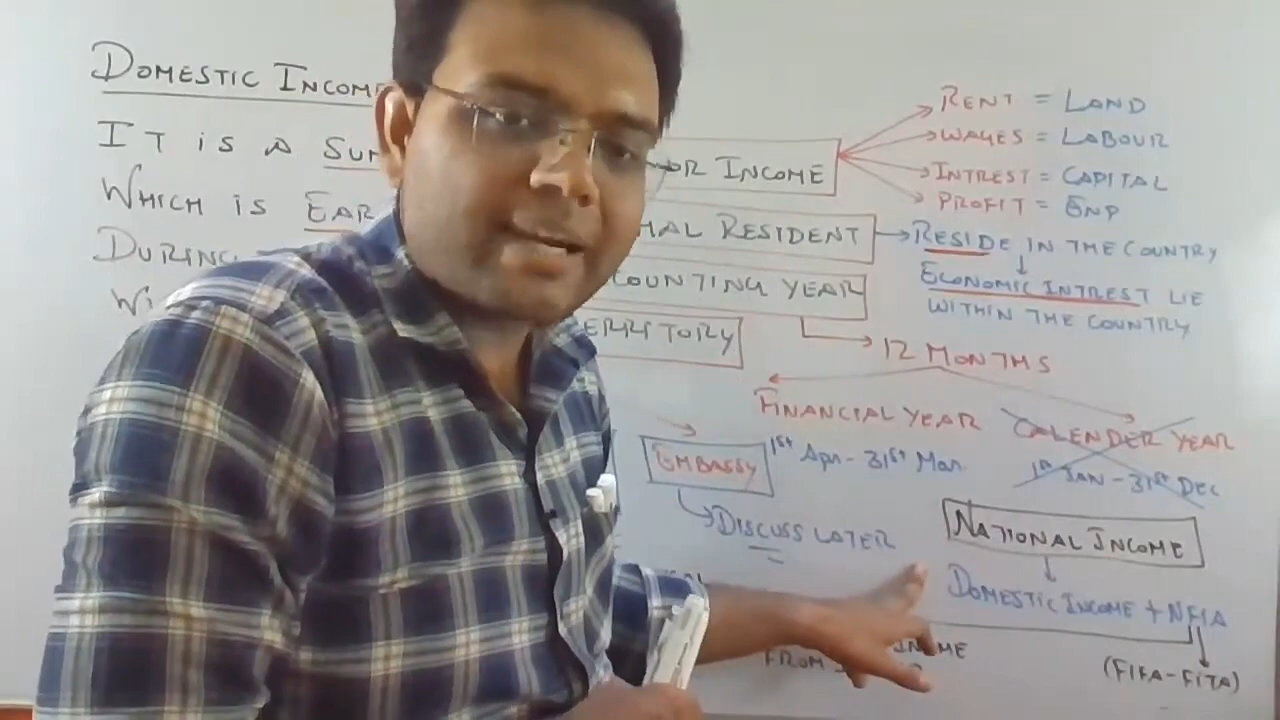 DOMESTIC INCOME
RENT = LAND
IT IS A SUM
OR INCOME
WAGES = LABOUR
INTREST = CAPITAL
PROFIT = ENP
WHICH IS EAR
MAL RESIDENT
RESIDE IN THE COUNTRY
DURING
COUNTING YEAR
ECONOMIC INTREST LIE
WITHIN THE COUNTRY
WI
ERRITORY
12 MONTHS
FINANCIAL YEAR
CALENDER YEAR
EMBASSY
1st Apr - 31st Mar
1st JAN - 31st DEC
DISCUSS LATER
NATIONAL INCOME
DOMESTIC INCOME + NFIA
FROM
(FIFA - FITA)